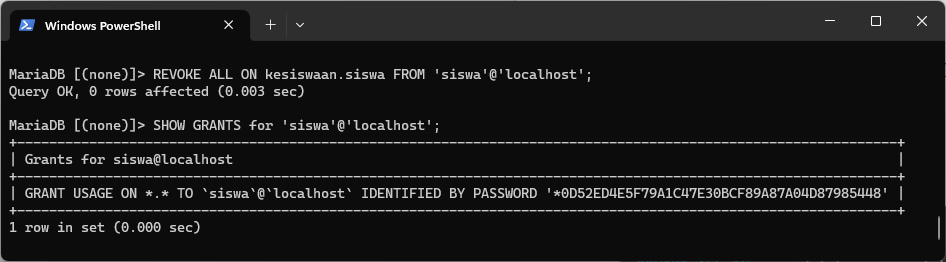 Windows PowerShell
MariaDB [(none)]> REVOKE ALL ON kesiswaan.siswa FROM 'siswa'@'localhost';
Query OK, 0 rows affected (0.003 sec)
MariaDB [(none)]> SHOW GRANTS for 'siswa'@'localhost';
+----------------------------------------------------------------------------------------------------------+
| Grants for siswa@localhost |
+----------------------------------------------------------------------------------------------------------+
| GRANT USAGE ON *.* TO `siswa`@`localhost` IDENTIFIED BY PASSWORD '*0D52ED4E5F79A1C47E30BCF89A87A04D87985448' |
+----------------------------------------------------------------------------------------------------------+
1 row in set (0.000 sec)